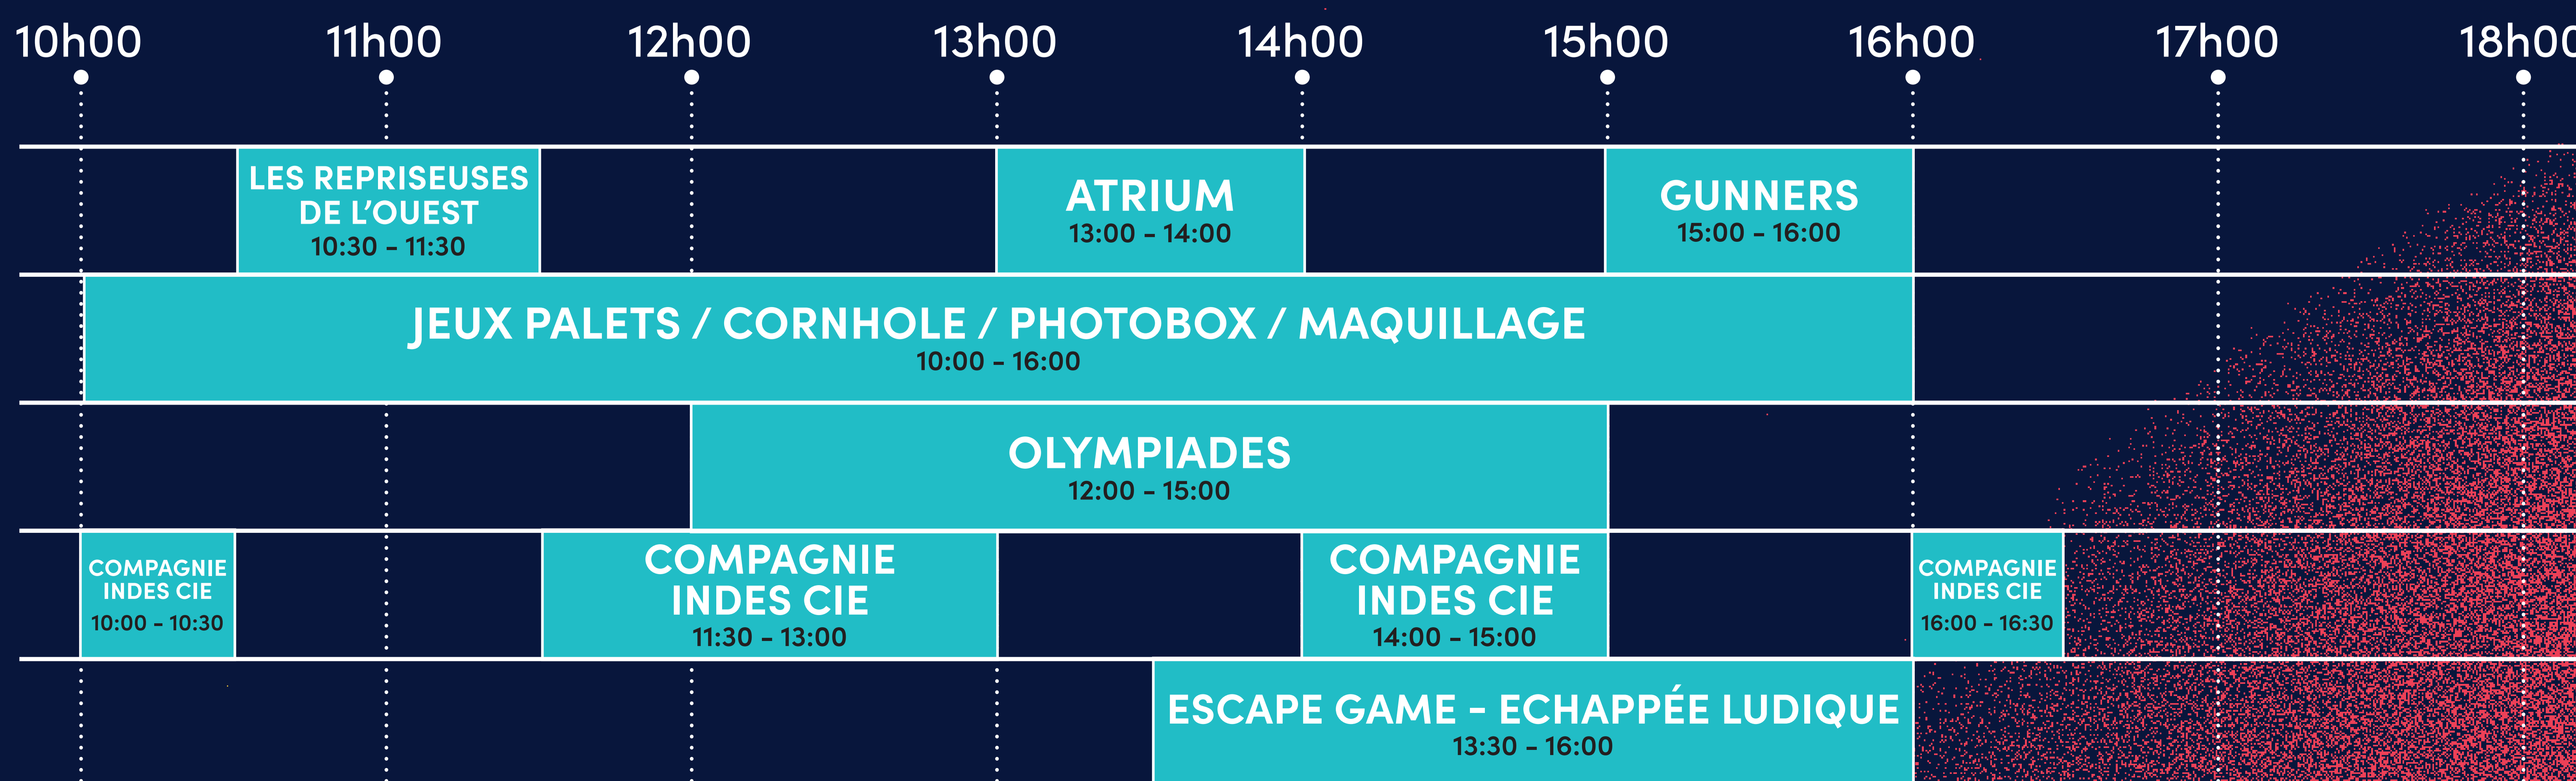 10h00 11h00 12h00 13h00 14h00 15h00 16h00 17h00 18h00
LES REPRISEUSES
DE L'OUEST
10:30 - 11:30
ATRIUM
13:00 - 14:00
GUNNERS
15:00 - 16:00
JEUX PALETS / CORNHOLE / PHOTOBOX / MAQUILLAGE
10:00 - 16:00
OLYMPIADES
12:00 - 15:00
COMPAGNIE
INDES CIE
10:00 - 10:30
COMPAGNIE
INDES CIE
11:30 - 13:00
COMPAGNIE
INDES CIE
14:00 - 15:00
COMPAGNIE
INDES CIE
16:00 - 16:30
ESCAPE GAME - ECHAPPÉE LUDIQUE
13:30 - 16:00